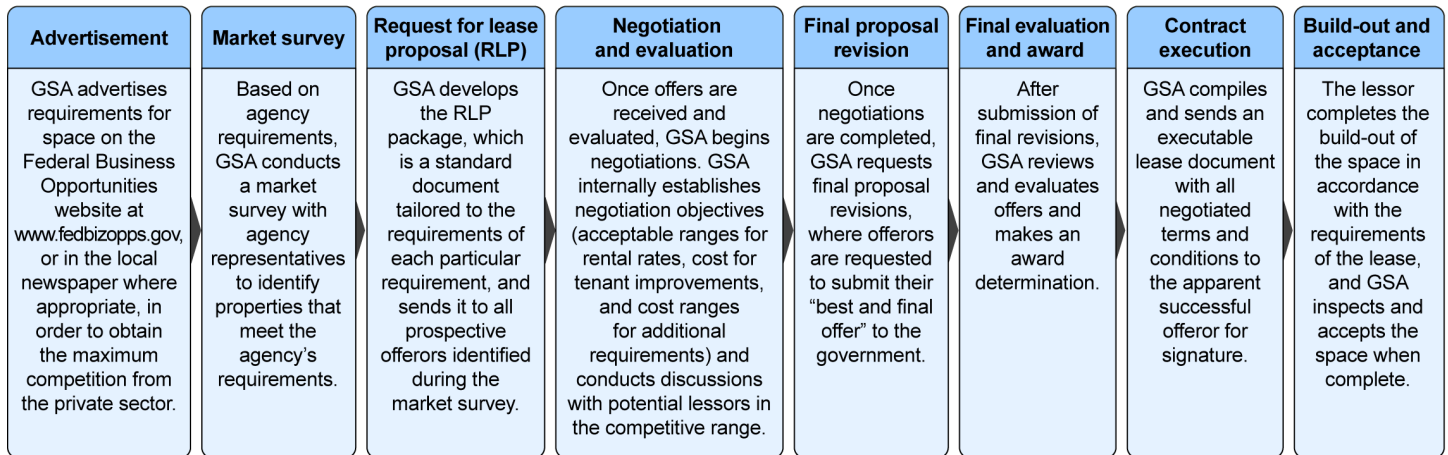 Advertisement
GSA advertises
requirements for
space on the
Federal Business
Opportunities
website at
www.fedbizopps.gov,
or in the local
newspaper where
appropriate, in
order to obtain
the maximum
competition from
the private sector.
Market survey
Based on
agency
requirements,
GSA conducts
a market
survey with
agency
representatives
to identify
properties that
meet the
agency’s
requirements.
Request for lease
proposal (RLP)
GSA develops
the RLP
package, which
is a standard
document
tailored to the
requirements of
each particular
requirement, and
sends it to all
prospective
offerors identified
during the
market survey.
Negotiation
and evaluation
Once offers are
received and
evaluated, GSA begins
negotiations. GSA
internally establishes
negotiation objectives
(acceptable ranges for
rental rates, cost for
tenant improvements,
and cost ranges
for additional
requirements) and
conducts discussions
with potential lessors in
the competitive range.
Final proposal
revision
Once
negotiations
are completed,
GSA requests
final proposal
revisions,
where offerors
are requested
to submit their
“best and final
offer” to the
government.
Final evaluation
and award
After
submission of
final revisions,
GSA reviews
and evaluates
offers and
makes an
award
determination.
Contract
execution
GSA compiles
and sends an
executable
lease document
with all
negotiated
terms and
conditions to
the apparent
successful
offeror for
signature.
Build-out and
acceptance
The lessor
completes the
build-out of
the space in
accordance
with the
requirements
of the lease,
and GSA
inspects and
accepts the
space when
complete.